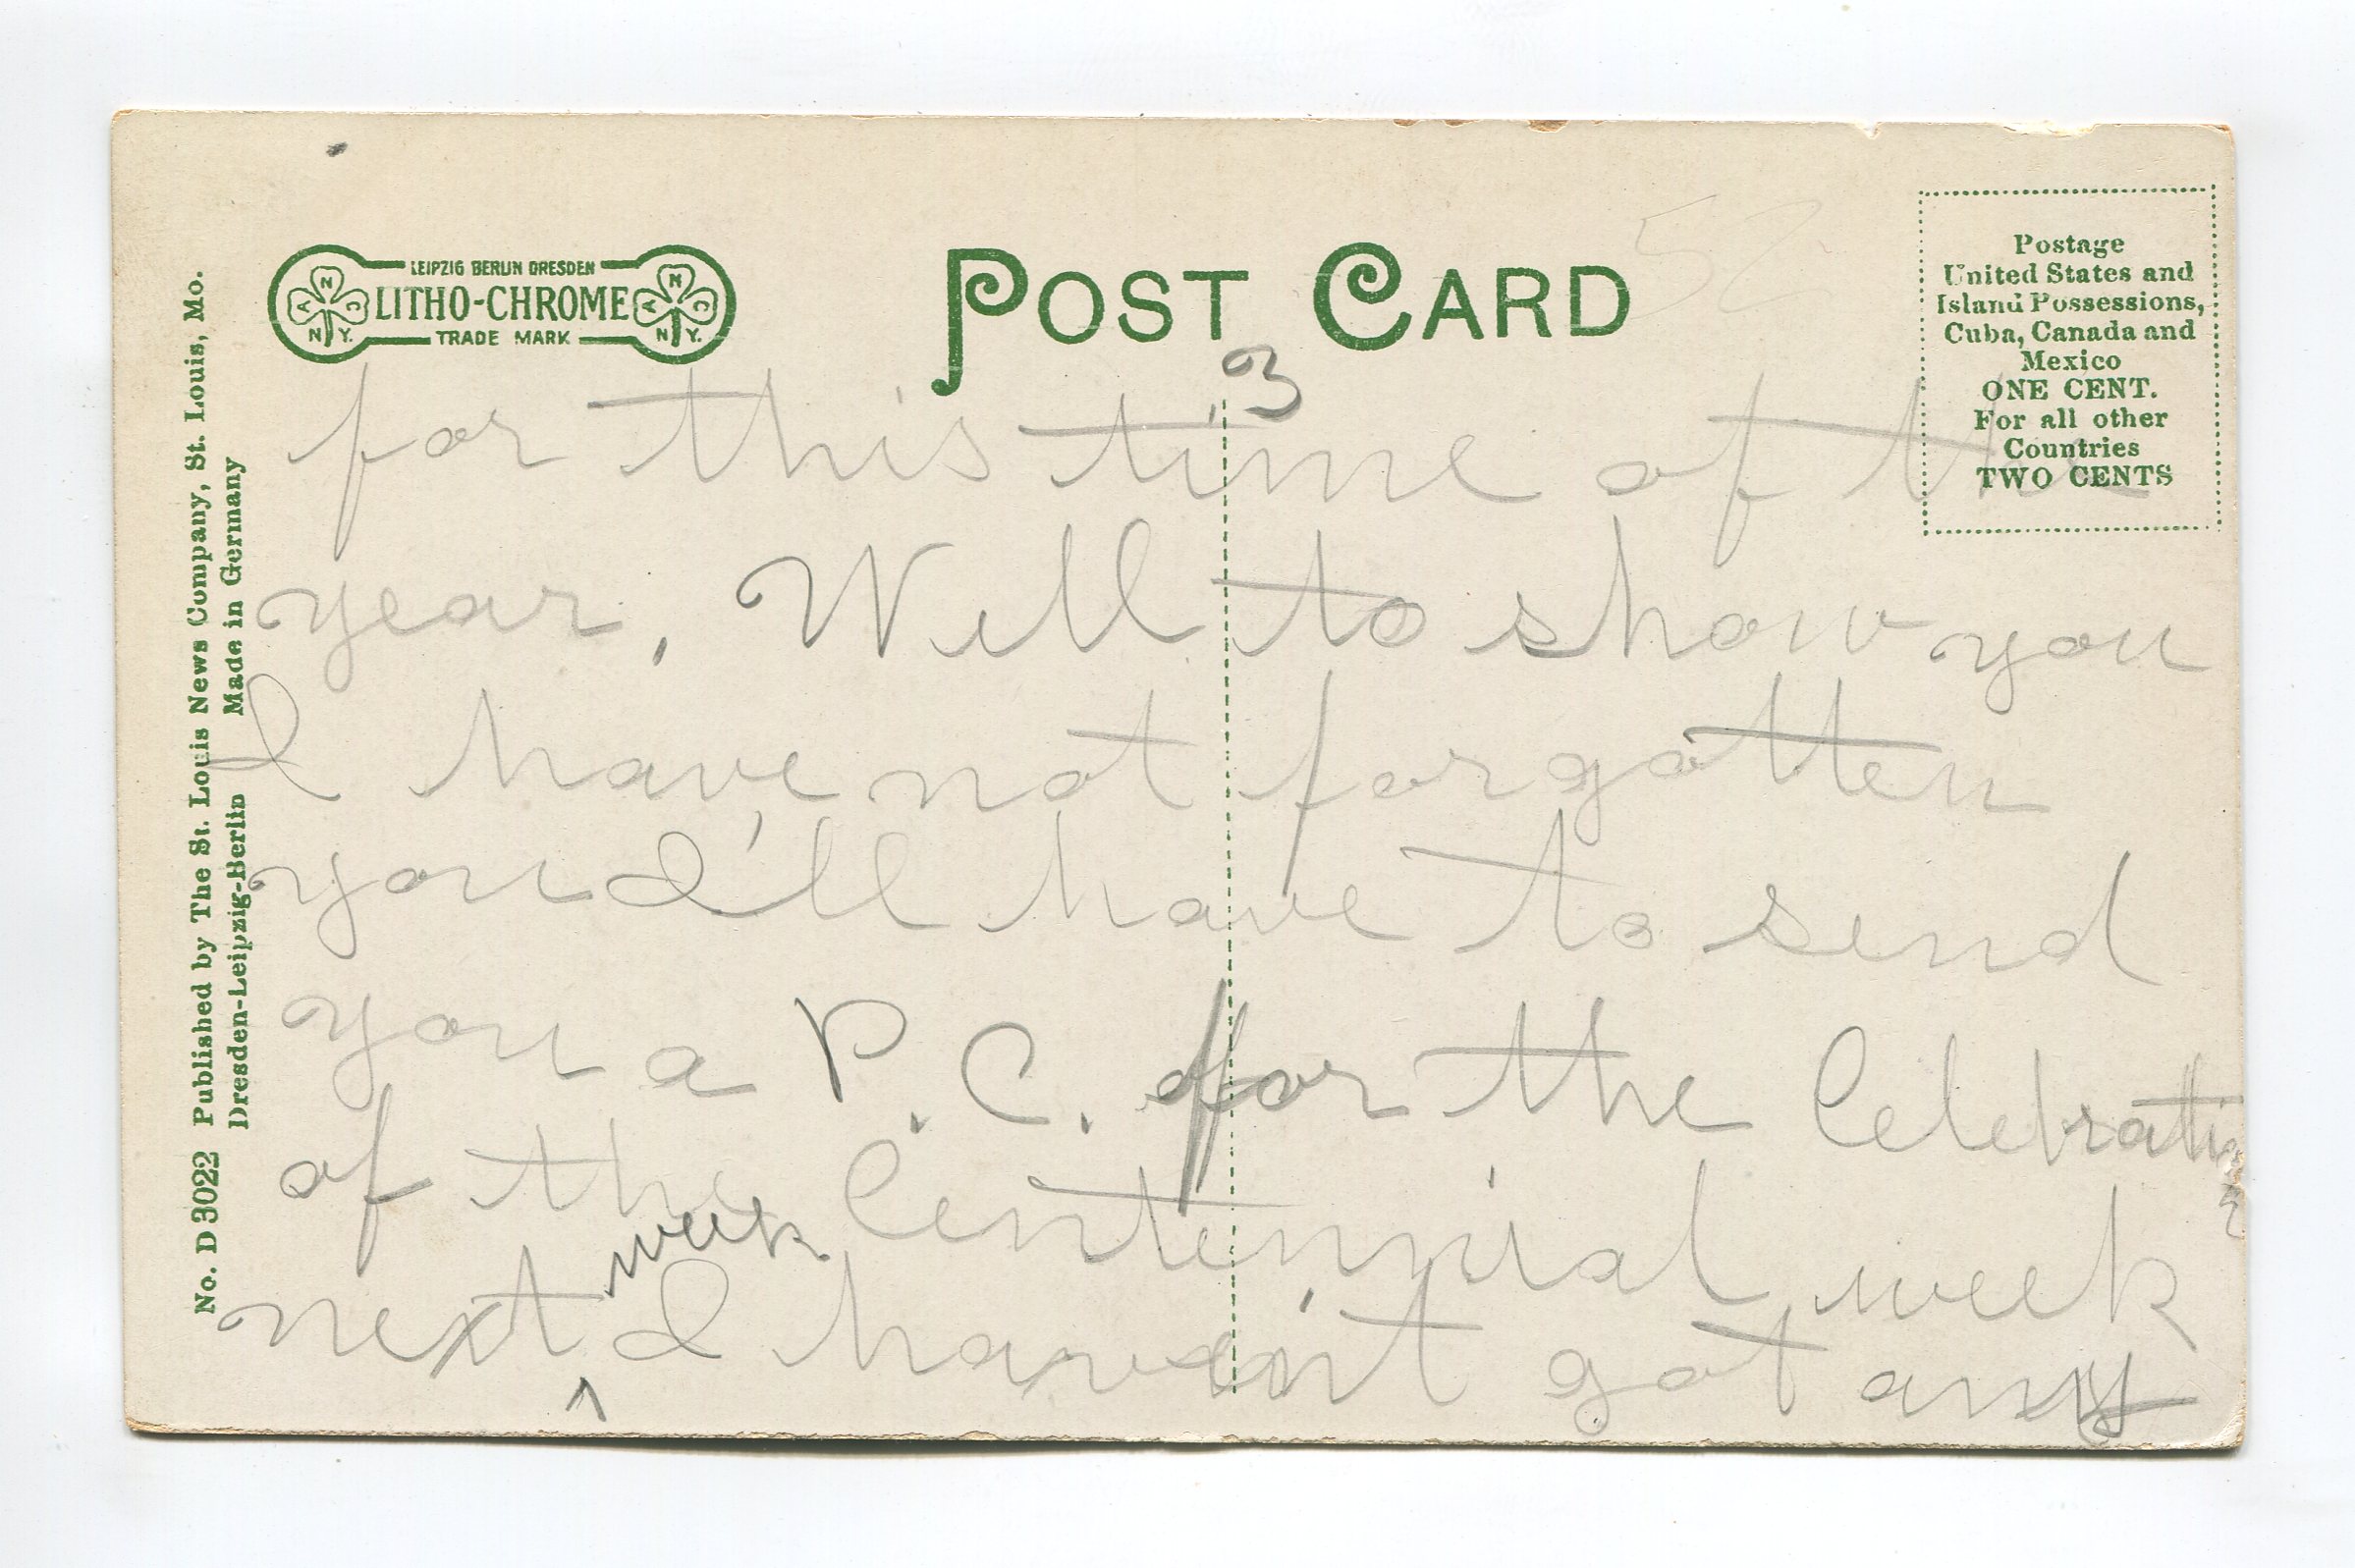 No. D 3022 Published by The St. Louis News Company, St. Louis, Mo.
Dresden-Leipzig-Berlin Made in Germany
LEIPZIG BERLIN DRESDEN
LITHO-CHROME
TRADE MARK
A N C
N.Y.
A N C
N.Y.
POST CARD
52
Postage
United States and
Island Possessions,
Cuba, Canada and
Mexico
ONE CENT.
For all other
Countries
TWO CENTS
3
for this time of the
year. Well to show you
I have not forgotten
you I'll have to send
you a P.C. for the Celebration
of the Centennial week
next week I haven't got any